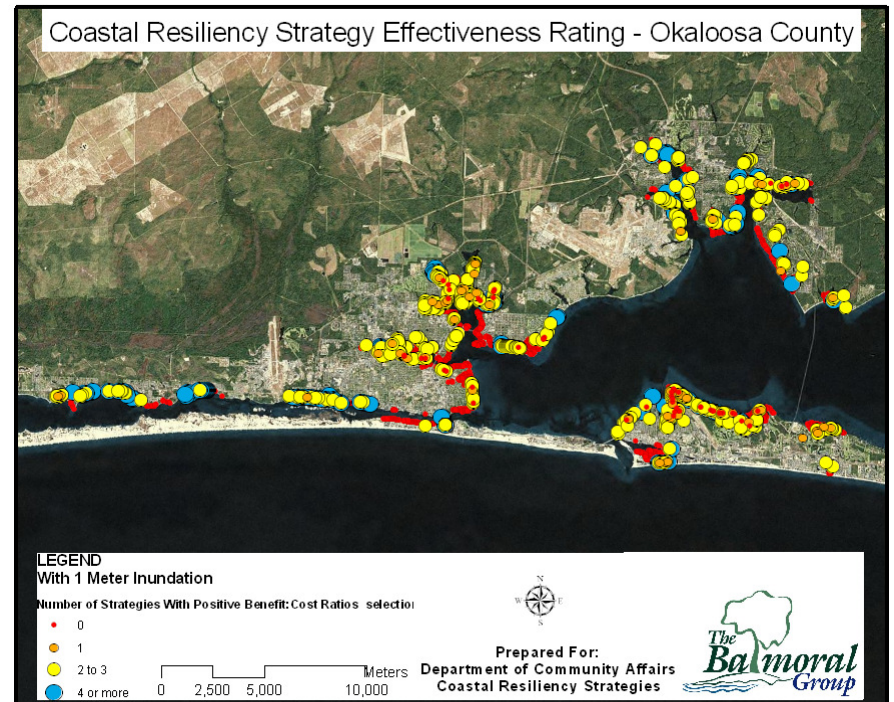 Coastal Resiliency Strategy Effectiveness Rating - Okaloosa County
LEGEND
With 1 Meter Inundation
Number of Strategies With Positive Benefit:Cost Ratios selection
0
1
2 to 3
4 or more
Meters
0 2,500 5,000 10,000
N
W E
S
Prepared For:
Department of Community Affairs
Coastal Resiliency Strategies
The
Balmoral
Group